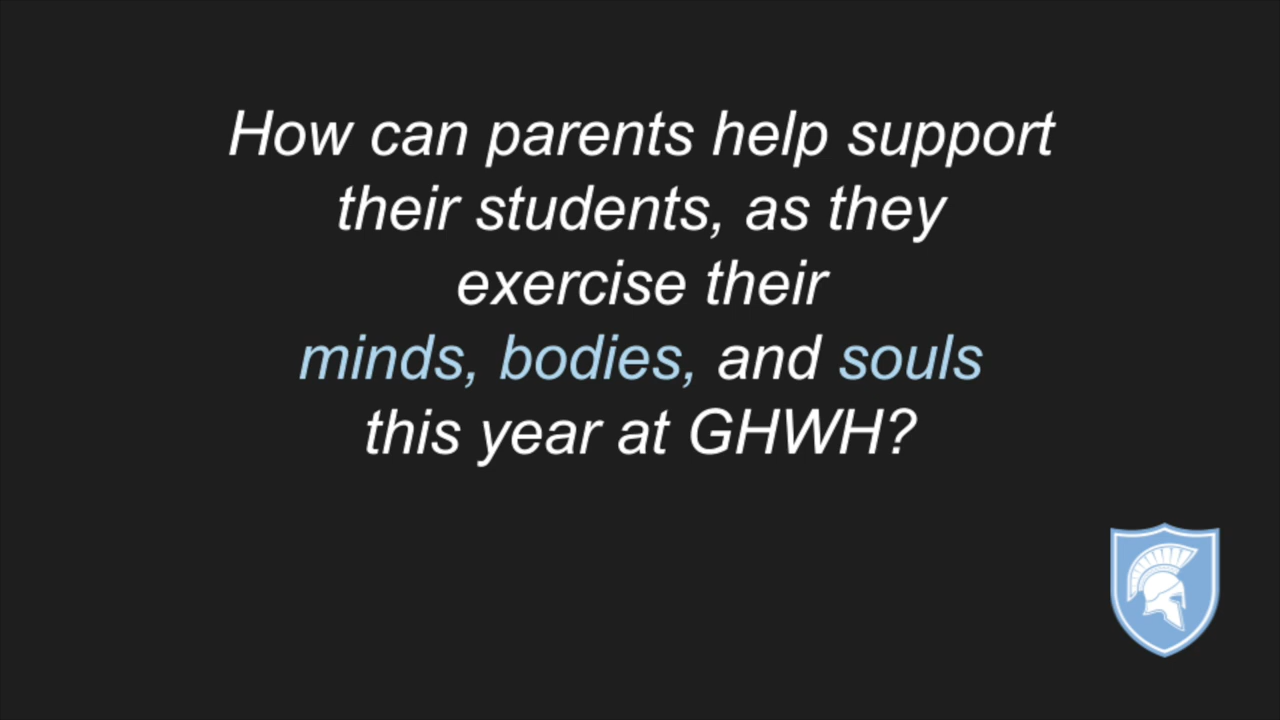 How can parents help support
their students, as they
exercise their
minds, bodies, and souls
this year at GHWH?